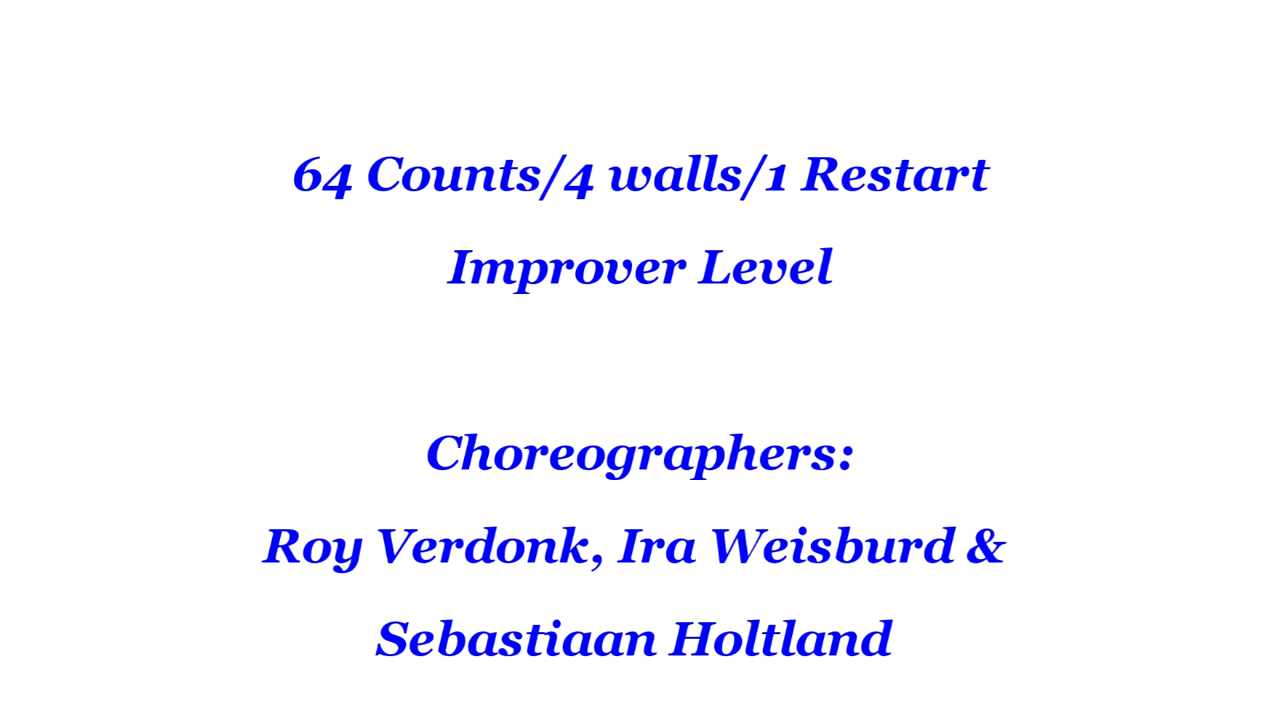 64 Counts/4 walls/1 Restart
Improver Level
Choreographers:
Roy Verdonk, Ira Weisburd &
Sebastiaan Holtland